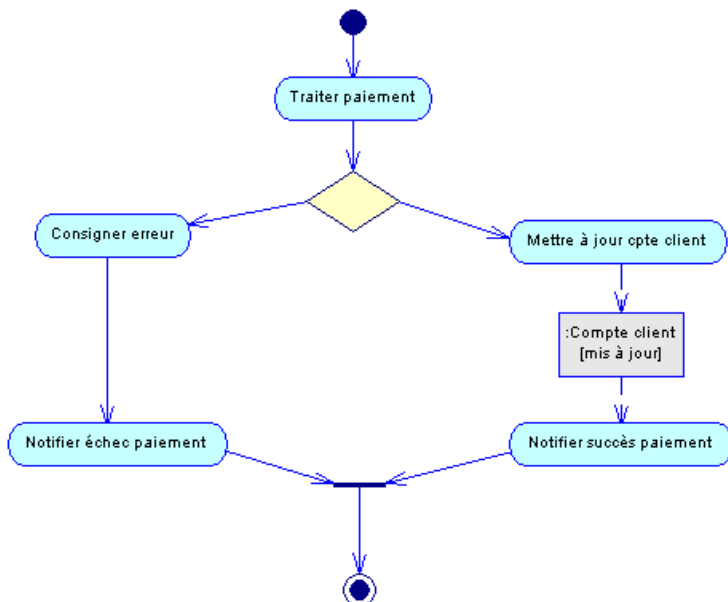 Traiter paiement
Consigner erreur
Mettre à jour cpte client
:Compte client
[mis à jour]
Notifier échec paiement
Notifier succès paiement